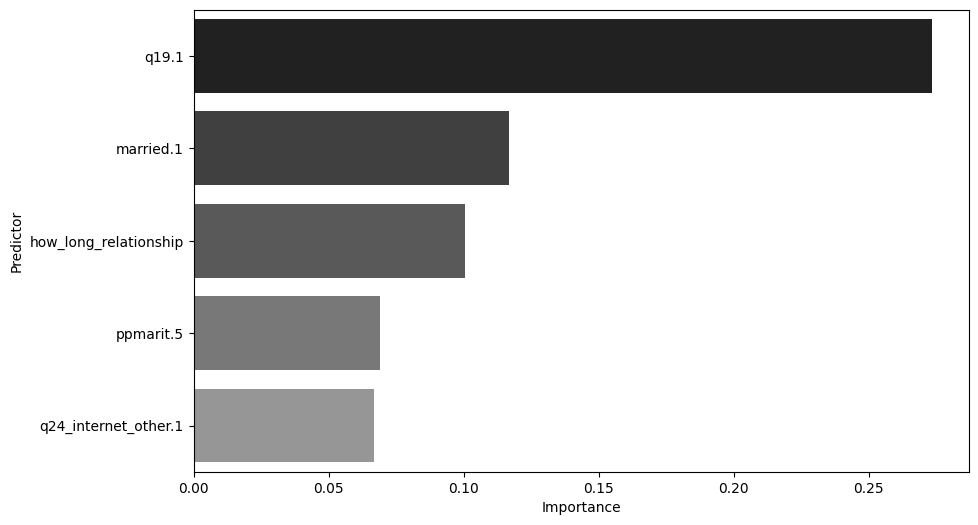 q19.1
married.1
how_long_relationship
ppmarit.5
q24_internet_other.1
Predictor
0.00 0.05 0.10 0.15 0.20 0.25
Importance